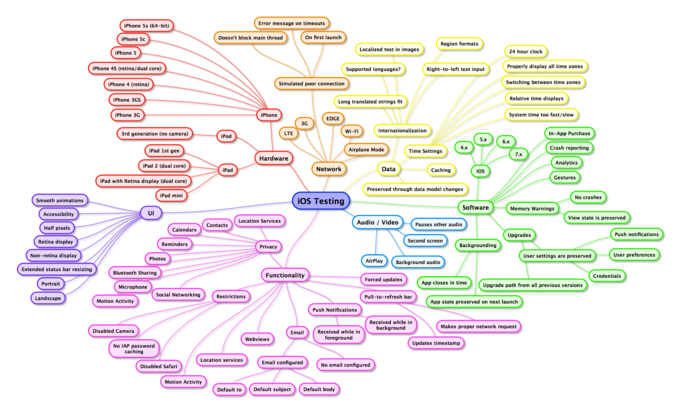 iPhone 5s (64-bit)
iPhone 5c
iPhone 5
iPhone 4S (retina/dual core)
iPhone 4 (retina)
iPhone 3GS
iPhone 3G
iPhone
3rd generation (no camera)
iPod
iPad 1st gen
iPad 2 (dual core)
iPad with Retina display (dual core)
iPad mini
iPad
Hardware
Error message on timeouts
Doesn't block main thread
On first launch
Simulated poor connection
3G
EDGE
LTE
Wi-Fi
Airplane Mode
Network
Localized text in images
Region formats
Supported languages?
Right-to-left text input
Long translated strings fit
Internationalization
24 hour clock
Properly display all time zones
Switching between time zones
Relative time displays
System time too fast/slow
Time Settings
Data
Caching
Preserved through data model changes
iOS Testing
4.x
5.x
6.x
7.x
iOS
In-App Purchase
Crash reporting
Analytics
Gestures
Software
Memory Warnings
No crashes
View state is preserved
Upgrades
User settings are preserved
Push notifications
User preferences
Credentials
Upgrade path from all previous versions
Backgrounding
App closes in time
App state preserved on next launch
Audio / Video
Pauses other audio
Second screen
Background audio
AirPlay
UI
Smooth animations
Accessibility
Half pixels
Retina display
Non-retina display
Extended status bar resizing
Portrait
Landscape
Functionality
Privacy
Location Services
Contacts
Calendars
Reminders
Photos
Bluetooth Sharing
Microphone
Motion Activity
Social Networking
Restrictions
Disabled Camera
No IAP password
caching
Disabled Safari
Motion Activity
Location services
Webviews
Email
Email configured
No email configured
Default to
Default subject
Default body
Push Notifications
Received while in
foreground
Received while in
background
Forced updates
Pull-to-refresh bar
Makes proper network request
Updates timestamp